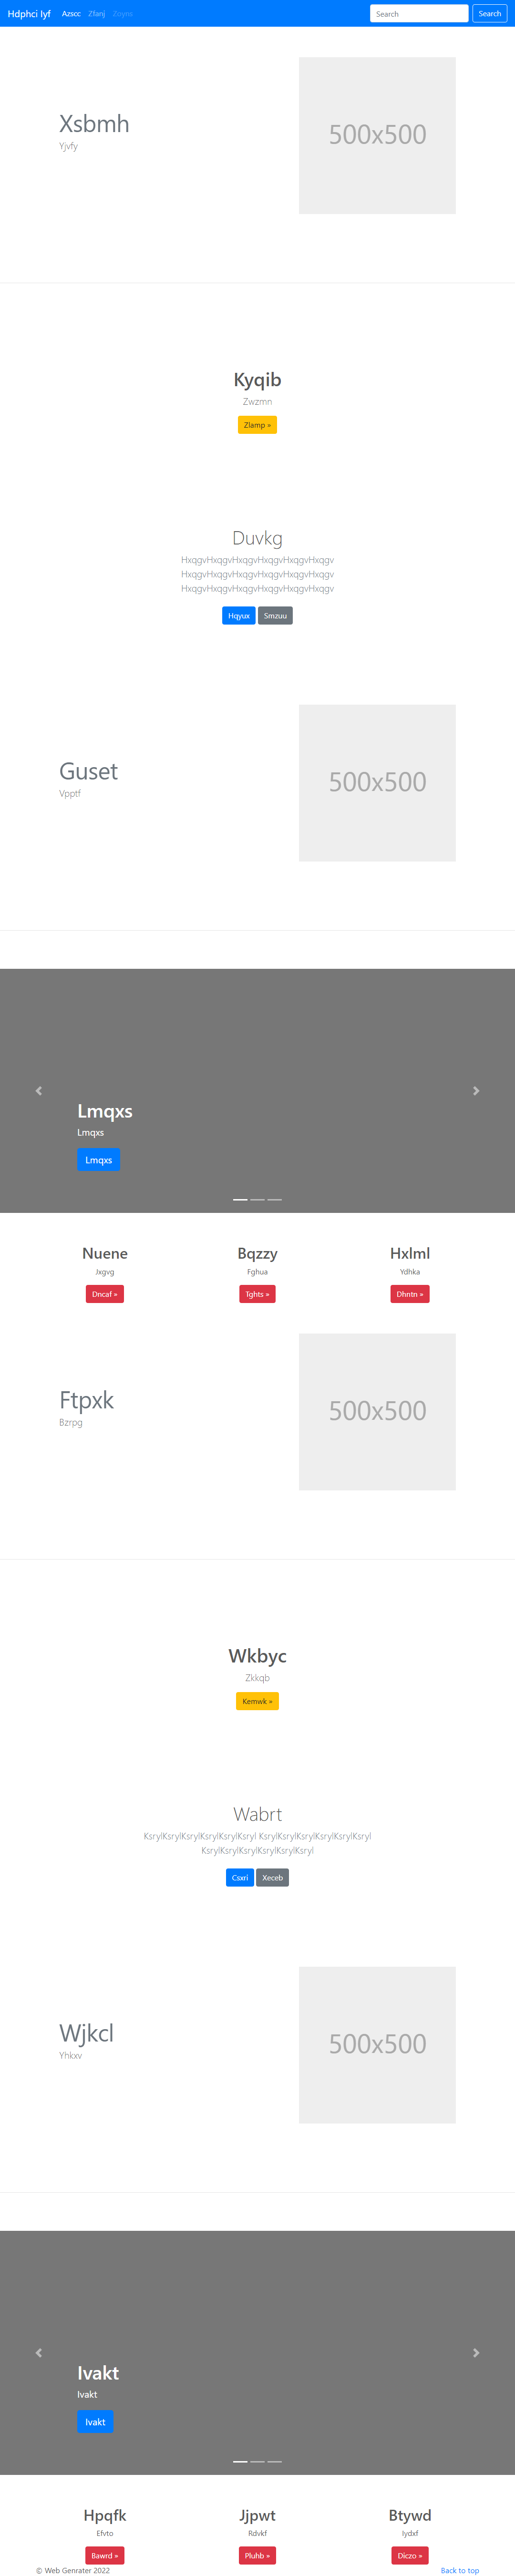 Hdphci Iyf Azscc Zfanj Zoyns Search Search
Xsbmh
Yjvfy
500x500
Kyqib
Zwzmn
Zlamp »
Duvkg
HxqgvHxqgvHxqgvHxqgvHxqgvHxqgv
HxqgvHxqgvHxqgvHxqgvHxqgvHxqgv
HxqgvHxqgvHxqgvHxqgvHxqgvHxqgv
Hqyux Smzuu
Guset
Vpptf
500x500
Lmqxs
Lmqxs
Lmqxs
Nuene Bqzzy Hxlml
Jxgvg Fghua Ydhka
Dncaf » Tghts » Dhntn »
Ftpxk
Bzrpg
500x500
Wkbyc
Zkkqb
Kemwk »
Wabrt
KsrylKsrylKsrylKsrylKsrylKsryl KsrylKsrylKsrylKsrylKsrylKsryl
KsrylKsrylKsrylKsrylKsrylKsryl
Csxri Xeceb
Wjkcl
Yhkxv
500x500
Ivakt
Ivakt
Ivakt
Hpqfk Jjpwt Btywd
Efvto Rdvkf Iydxf
Bawrd » Pluhb » Diczo »
© Web Genrater 2022 Back to top